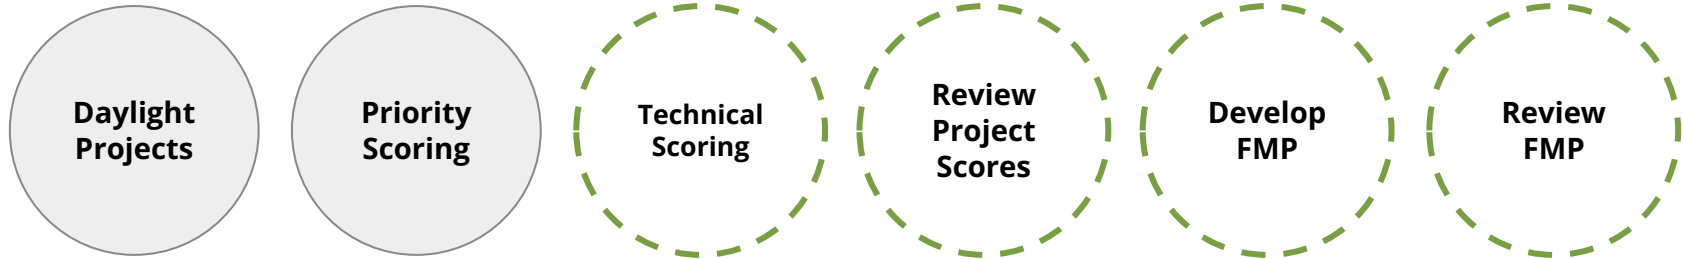 Daylight
Projects
Priority
Scoring
Technical
Scoring
Review
Project
Scores
Develop
FMP
Review
FMP